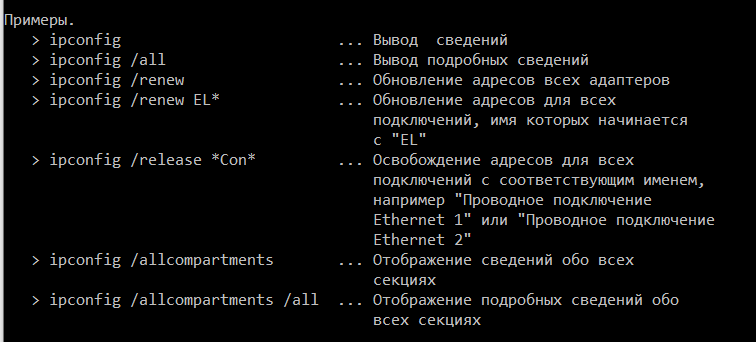 Примеры.
> ipconfig ... Вывод сведений
> ipconfig /all ... Вывод подробных сведений
> ipconfig /renew ... Обновление адресов всех адаптеров
> ipconfig /renew EL* ... Обновление адресов для всех
подключений, имя которых начинается
с "EL"
> ipconfig /release *Con* ... Освобождение адресов для всех
подключений с соответствующим именем,
например "Проводное подключение
Ethernet 1" или "Проводное подключение
Ethernet 2"
> ipconfig /allcompartments ... Отображение сведений обо всех
секциях
> ipconfig /allcompartments /all ... Отображение подробных сведений обо
всех секциях